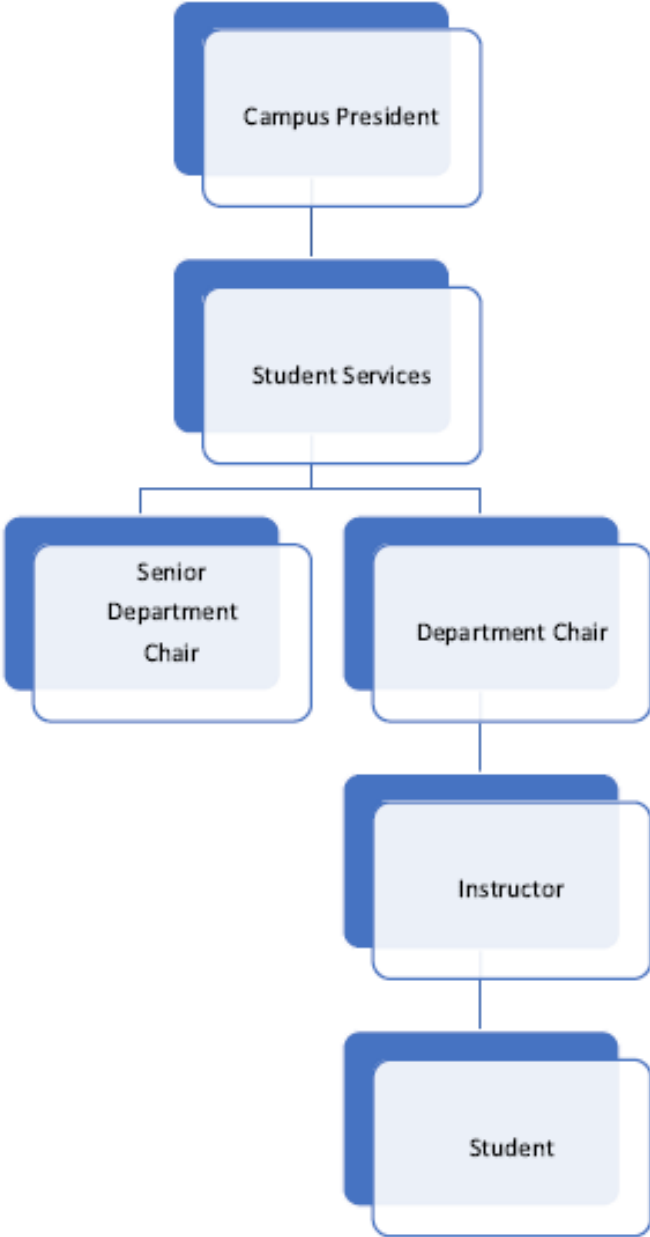 Campus President
Student Services
Senior
Department
Chair
Department Chair
Instructor
Student